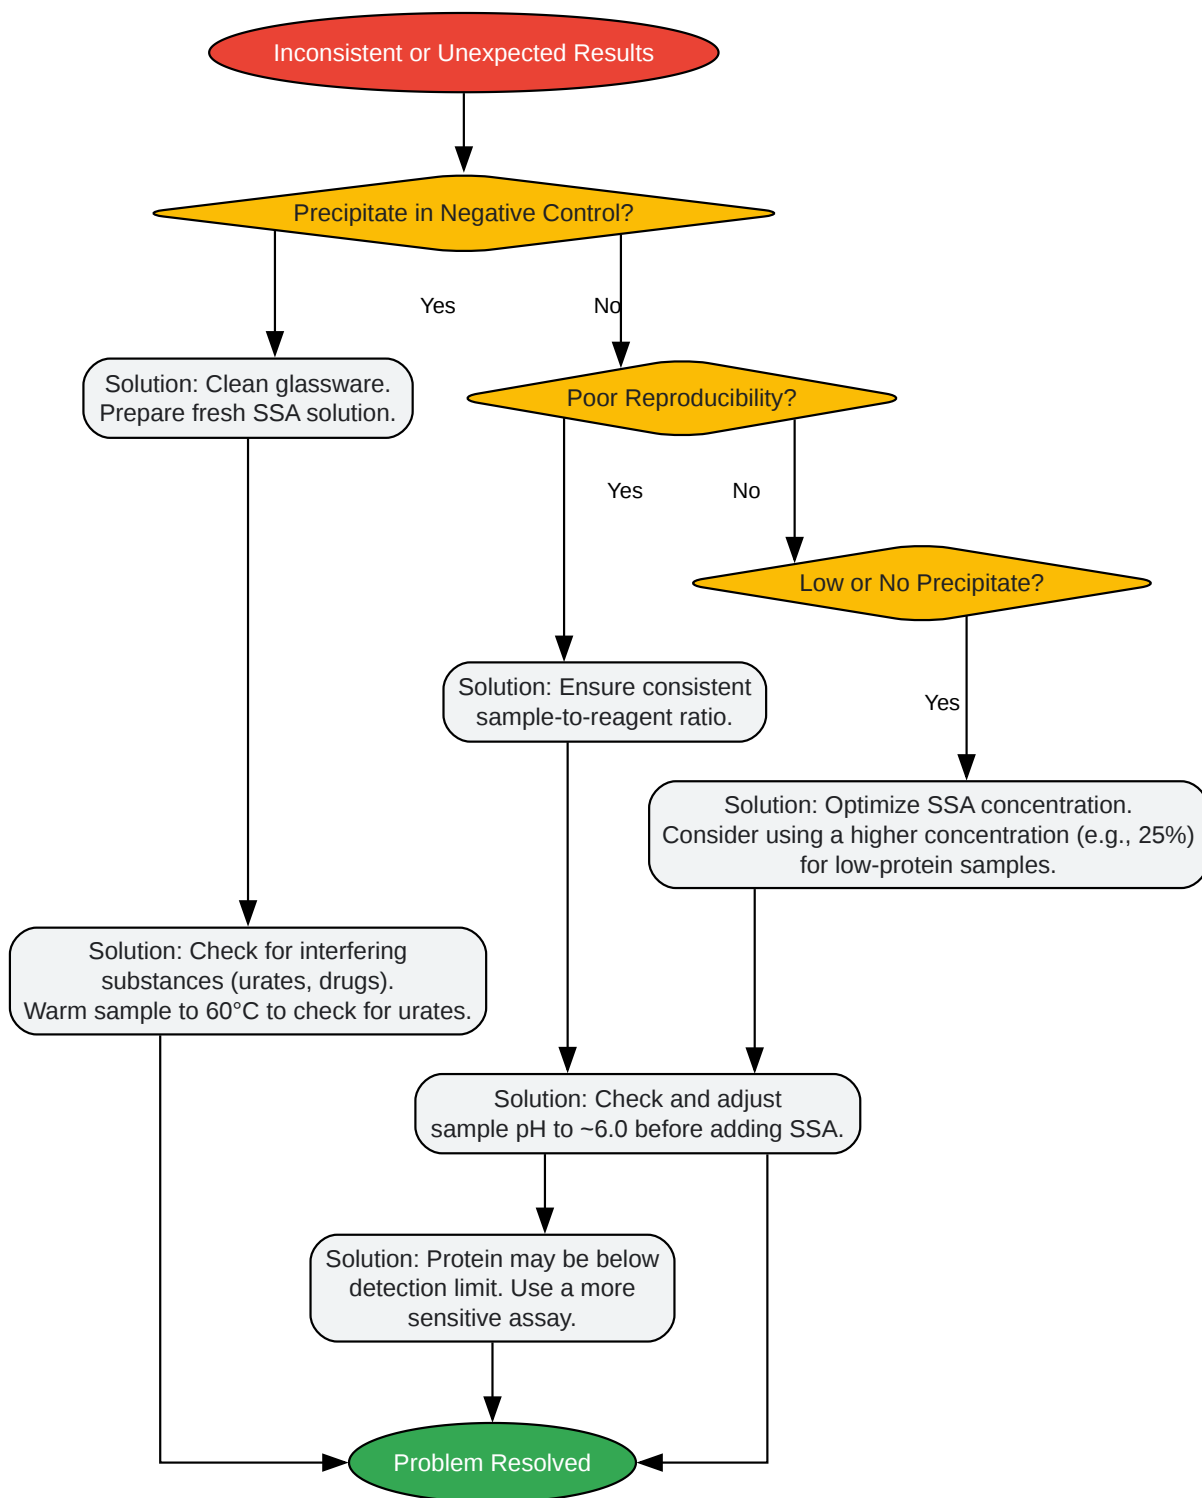 Inconsistent or Unexpected Results
Precipitate in Negative Control?
Yes
No
Solution: Clean glassware.
Prepare fresh SSA solution.
Poor Reproducibility?
Yes
No
Low or No Precipitate?
Solution: Ensure consistent
sample-to-reagent ratio.
Yes
Solution: Optimize SSA concentration.
Consider using a higher concentration (e.g., 25%)
for low-protein samples.
Solution: Check for interfering
substances (urates, drugs).
Warm sample to 60°C to check for urates.
Solution: Check and adjust
sample pH to ~6.0 before adding SSA.
Solution: Protein may be below
detection limit. Use a more
sensitive assay.
Problem Resolved